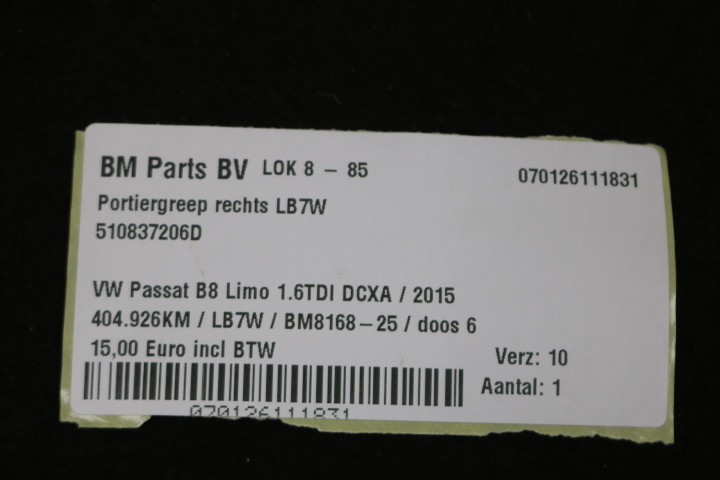 BM Parts BV LOK 8 - 85 070126111831
Portiergreep rechts LB7W
510837206D
VW Passat B8 Limo 1.6TDI DCXA / 2015
404.926KM / LB7W / BM8168-25 / doos 6
15,00 Euro incl BTW
Verz: 10
Aantal: 1
070126111831